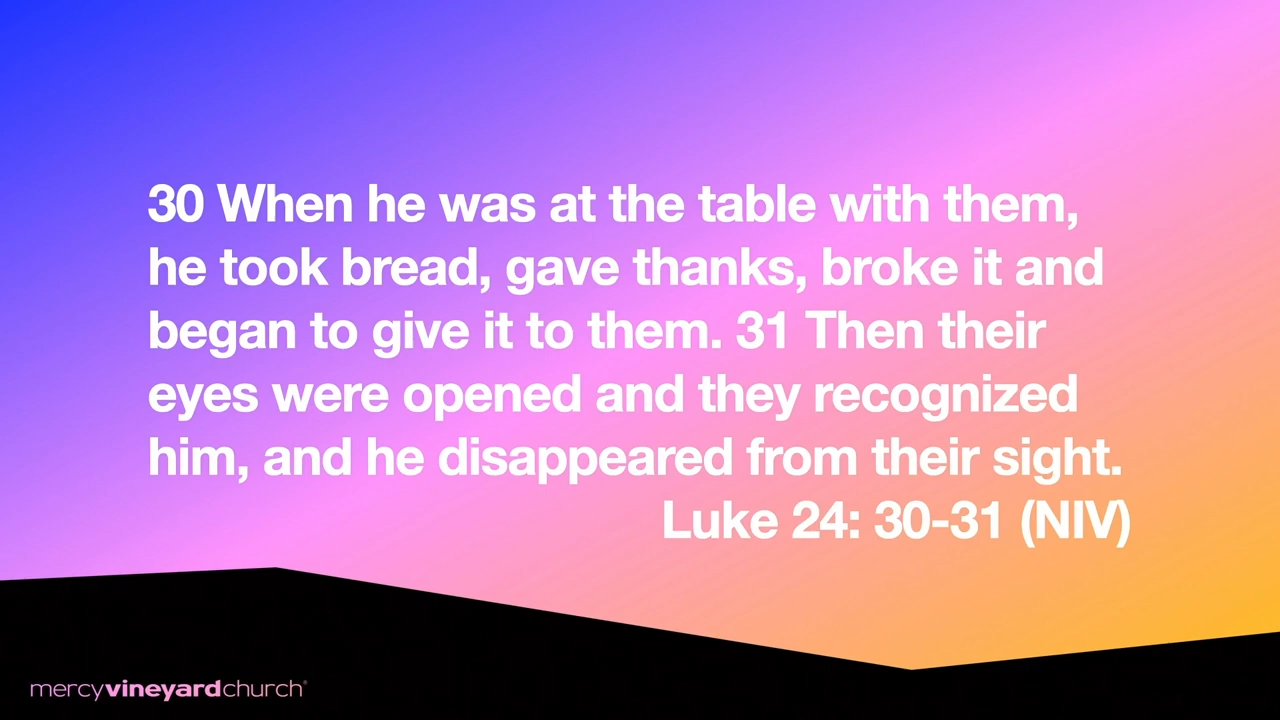 30 When he was at the table with them,
he took bread, gave thanks, broke it and
began to give it to them. 31 Then their
eyes were opened and they recognized
him, and he disappeared from their sight.
Luke 24: 30-31 (NIV)
mercyvineyardchurch